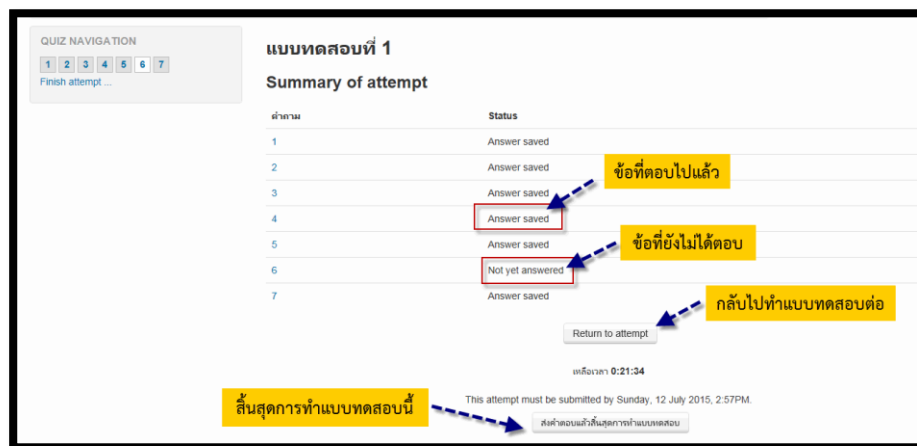 QUIZ NAVIGATION
1 2 3 4 5 6 7
Finish attempt ...
แบบทดสอบที่ 1
Summary of attempt
คำถาม Status
1 Answer saved
2 Answer saved
ข้อที่ตอบไปแล้ว
3 Answer saved
4 Answer saved
5 Answer saved
ข้อที่ยังไม่ได้ตอบ
6 Not yet answered
7 Answer saved
กลับไปทำแบบทดสอบต่อ
Return to attempt
เหลือเวลา 0:21:34
This attempt must be submitted by Sunday, 12 July 2015, 2:57PM.
สิ้นสุดการทำแบบทดสอบนี้
ส่งคำตอบแล้วสิ้นสุดการทำแบบทดสอบ